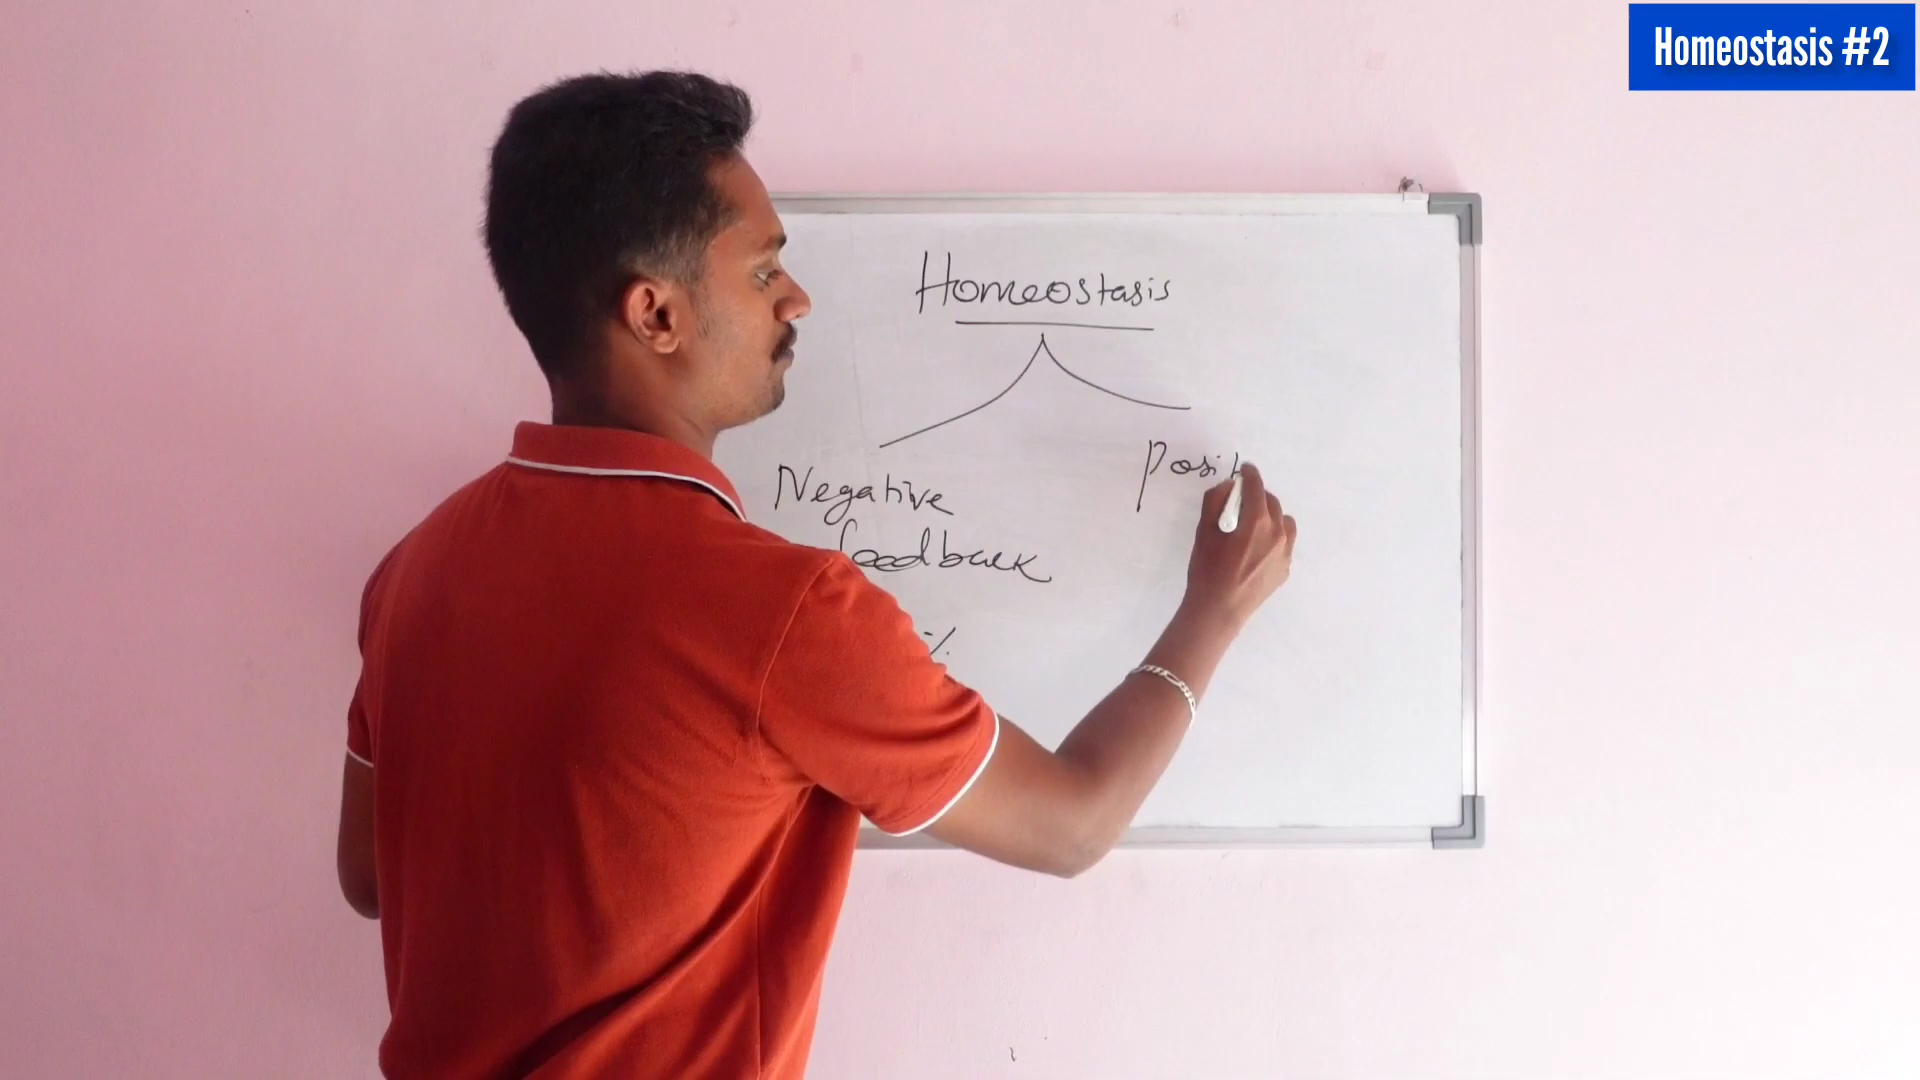 Homeostasis #2
Homeostasis
Negative
feedback
Posit
%